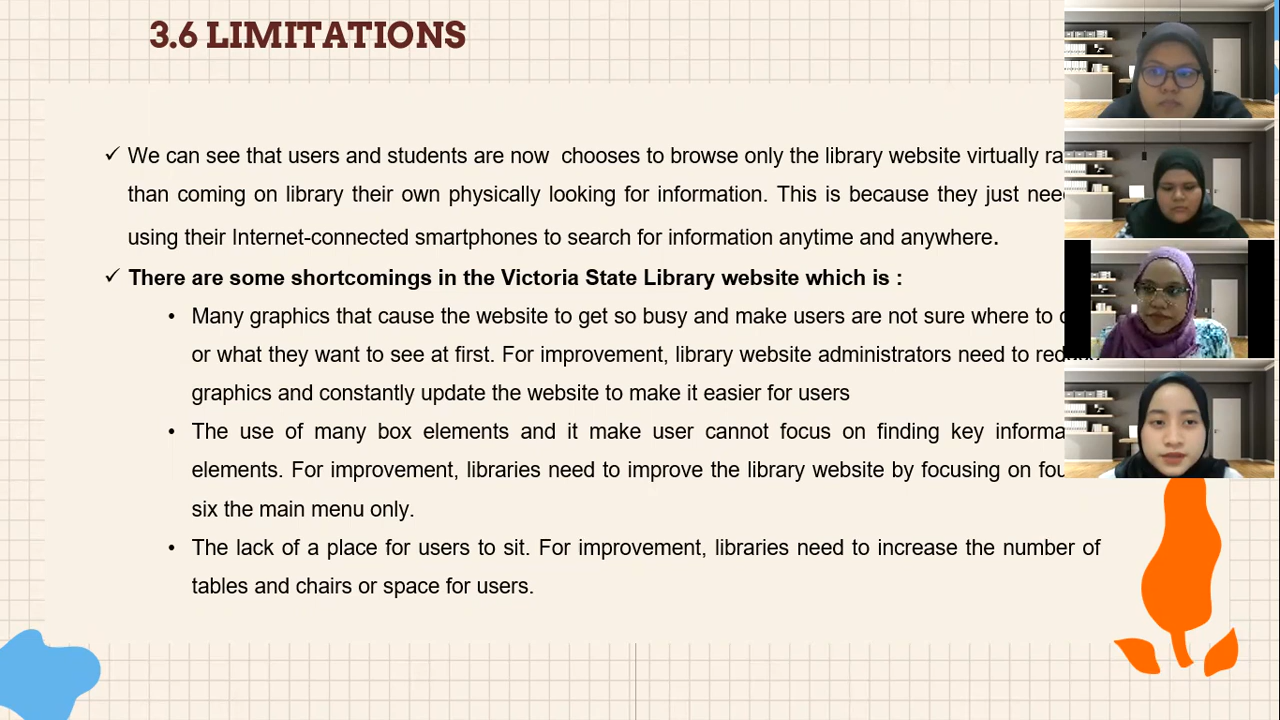 3.6 LIMITATIONS
We can see that users and students are now chooses to browse only the library website virtually
than coming on library their own physically looking for information. This is because they just
using their Internet-connected smartphones to search for information anytime and anywhere.
There are some shortcomings in the Victoria State Library website which is :
• Many graphics that cause the website to get so busy and make users are not sure where to
or what they want to see at first. For improvement, library website administrators need to
graphics and constantly update the website to make it easier for users
• The use of many box elements and it make user cannot focus on finding key
elements. For improvement, libraries need to improve the library website by focusing on
six the main menu only.
• The lack of a place for users to sit. For improvement, libraries need to increase the number of
tables and chairs or space for users.